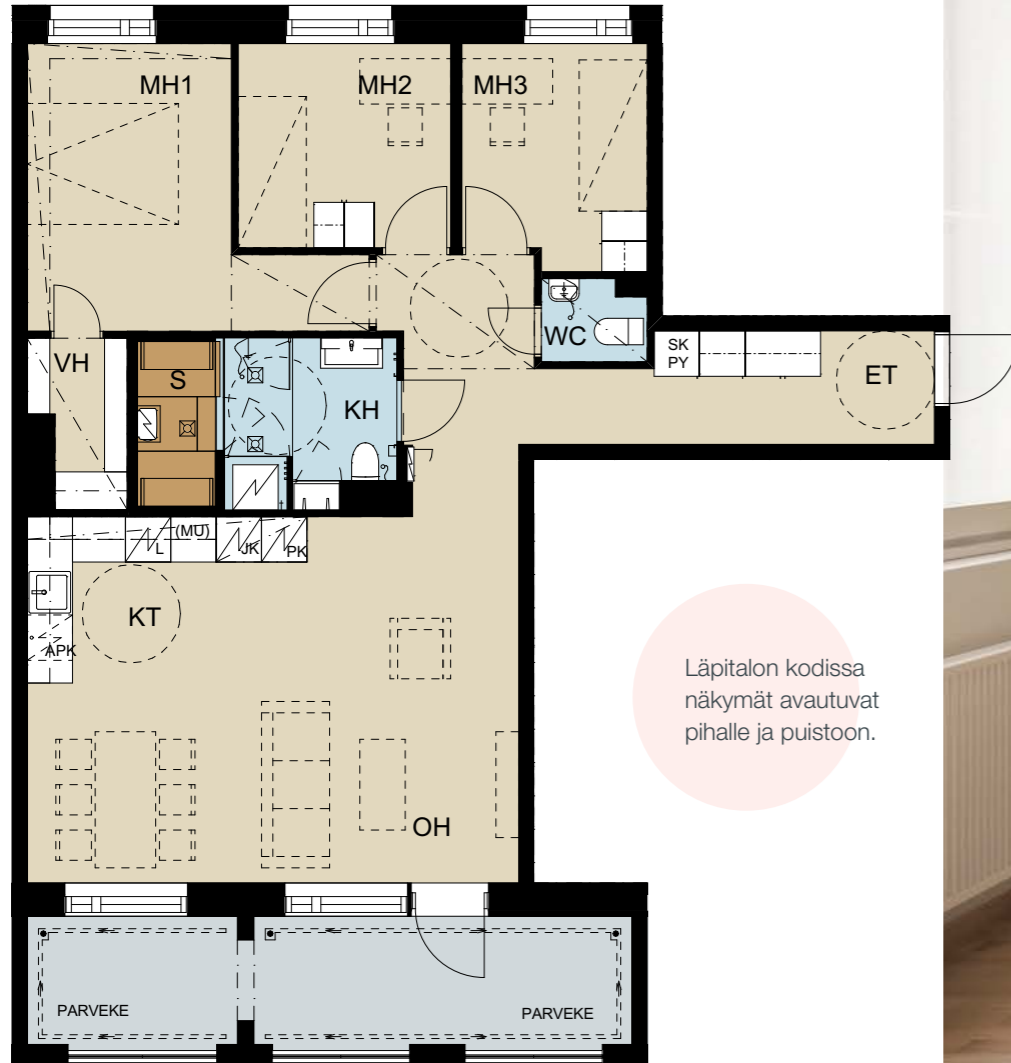 MH1
MH2
MH3
WC
SK
PY
ET
VH
S
KH
L
(MU)
JK
PK
KT
APK
OH
Läpitalon kodissa
näkymät avautuvat
pihalle ja puistoon.
PARVEKE
PARVEKE